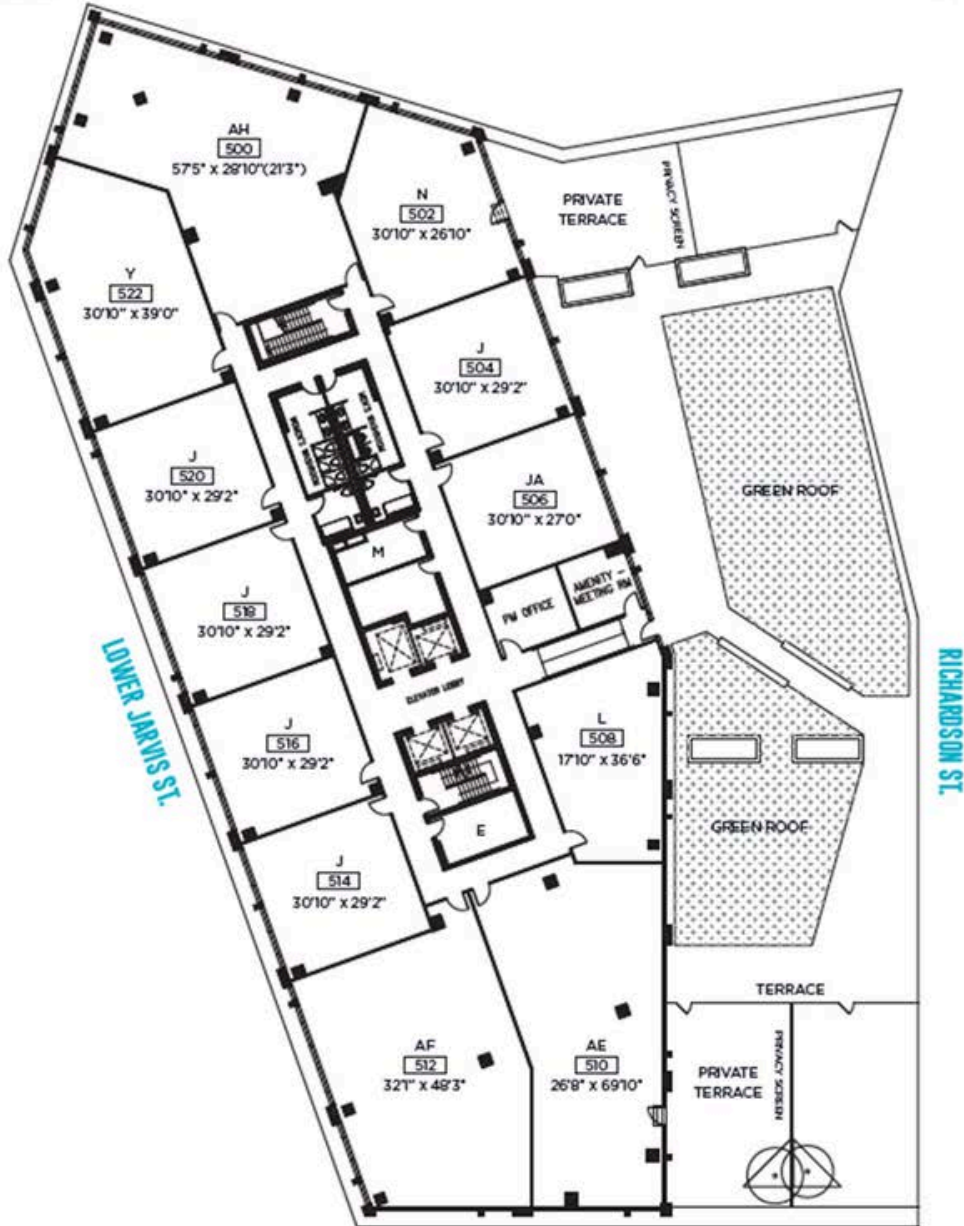 AH
500
57'5" x 28'10"(21'3")
N
502
30'10" x 26'10"
PRIVATE
TERRACE
PRIVACY SCREEN
Y
522
30'10" x 39'0"
J
504
30'10" x 29'2"
J
520
30'10" x 29'2"
JA
506
30'10" x 27'0"
GREEN ROOF
M
J
518
30'10" x 29'2"
PM OFFICE
AMENITY –
MEETING RM
ELEVATOR LOBBY
LOWER JARVIS ST.
RICHARDSON ST.
J
516
30'10" x 29'2"
L
508
17'10" x 36'6"
E
GREEN ROOF
J
514
30'10" x 29'2"
TERRACE
AF
512
32'1" x 48'3"
AE
510
26'8" x 69'10"
PRIVATE
TERRACE
PRIVACY SCREEN